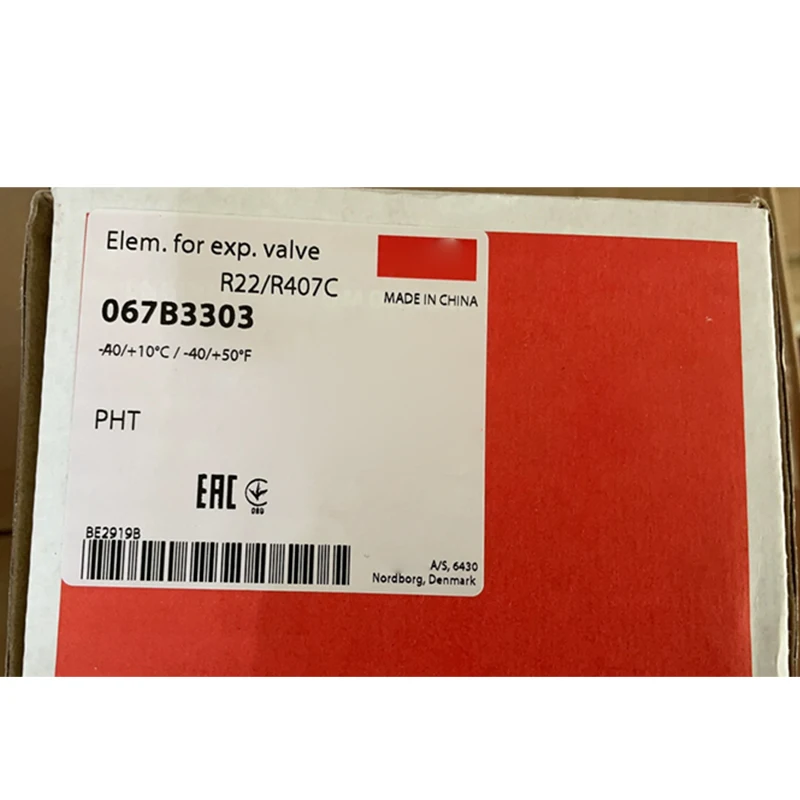 Elem. for exp. valve
R22/R407C
MADE IN CHINA
067B3303
-40/+10°C / -40/+50°F
PHT
EAC
089
BE2919B
A/S, 6430
Nordborg, Denmark